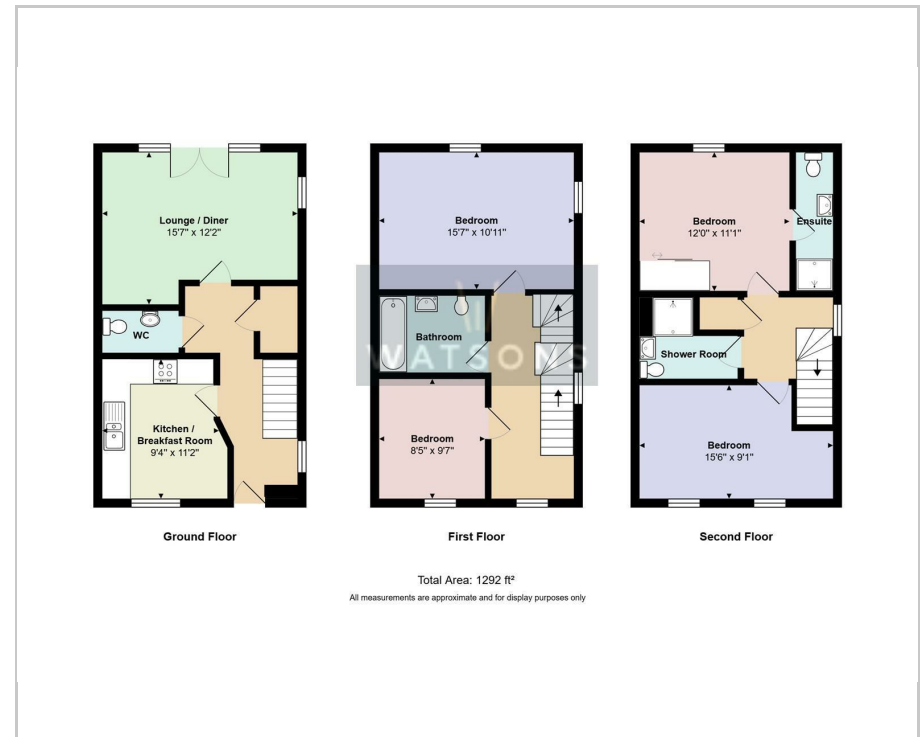 Lounge / Diner
15'7" x 12'2"
WC
Kitchen /
Breakfast Room
9'4" x 11'2"
Ground Floor
Bedroom
15'7" x 10'11"
Bathroom
WATSONS
Bedroom
8'5" x 9'7"
First Floor
Bedroom
12'0" x 11'1"
Ensuite
Shower Room
Bedroom
15'6" x 9'1"
Second Floor
Total Area: 1292 ft²
All measurements are approximate and for display purposes only